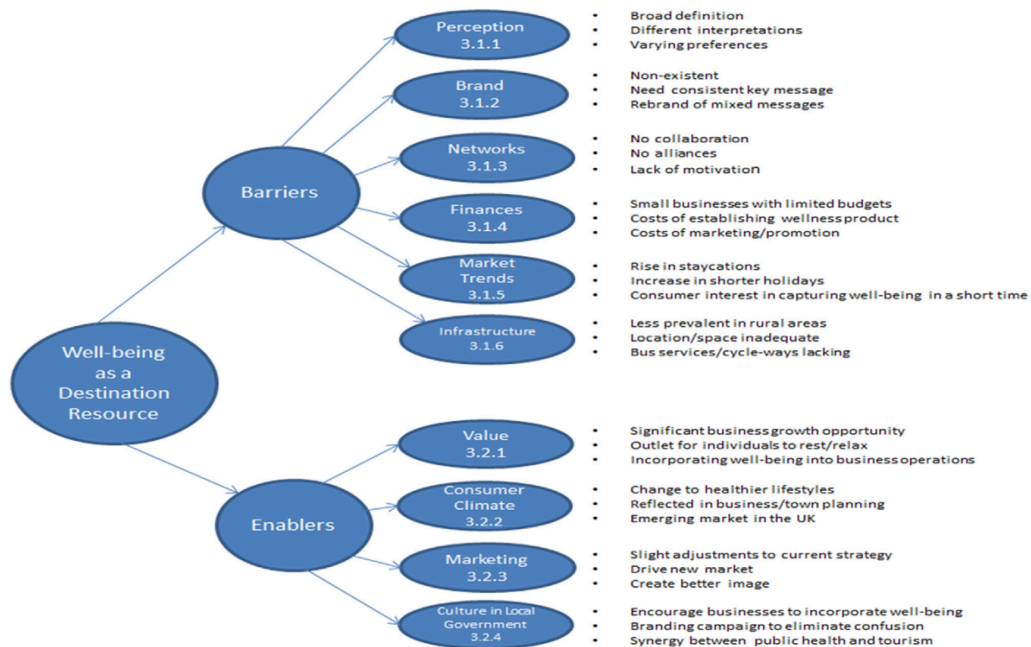 Perception
3.1.1
• Broad definition
• Different interpretations
• Varying preferences
Brand
3.1.2
• Non-existent
• Need consistent key message
• Rebrand of mixed messages
Networks
3.1.3
• No collaboration
• No alliances
• Lack of motivation
Barriers
Finances
3.1.4
• Small businesses with limited budgets
• Costs of establishing wellness product
• Costs of marketing/promotion
Market
Trends
3.1.5
• Rise in staycations
• Increase in shorter holidays
• Consumer interest in capturing well-being in a short time
Infrastructure
3.1.6
• Less prevalent in rural areas
• Location/space inadequate
• Bus services/cycle-ways lacking
Well-being
as a
Destination
Resource
Value
3.2.1
• Significant business growth opportunity
• Outlet for individuals to rest/relax
• Incorporating well-being into business operations
Consumer
Climate
3.2.2
• Change to healthier lifestyles
• Reflected in business/town planning
• Emerging market in the UK
Enablers
Marketing
3.2.3
• Slight adjustments to current strategy
• Drive new market
• Create better image
Culture in Local
Government
3.2.4
• Encourage businesses to incorporate well-being
• Branding campaign to eliminate confusion
• Synergy between public health and tourism